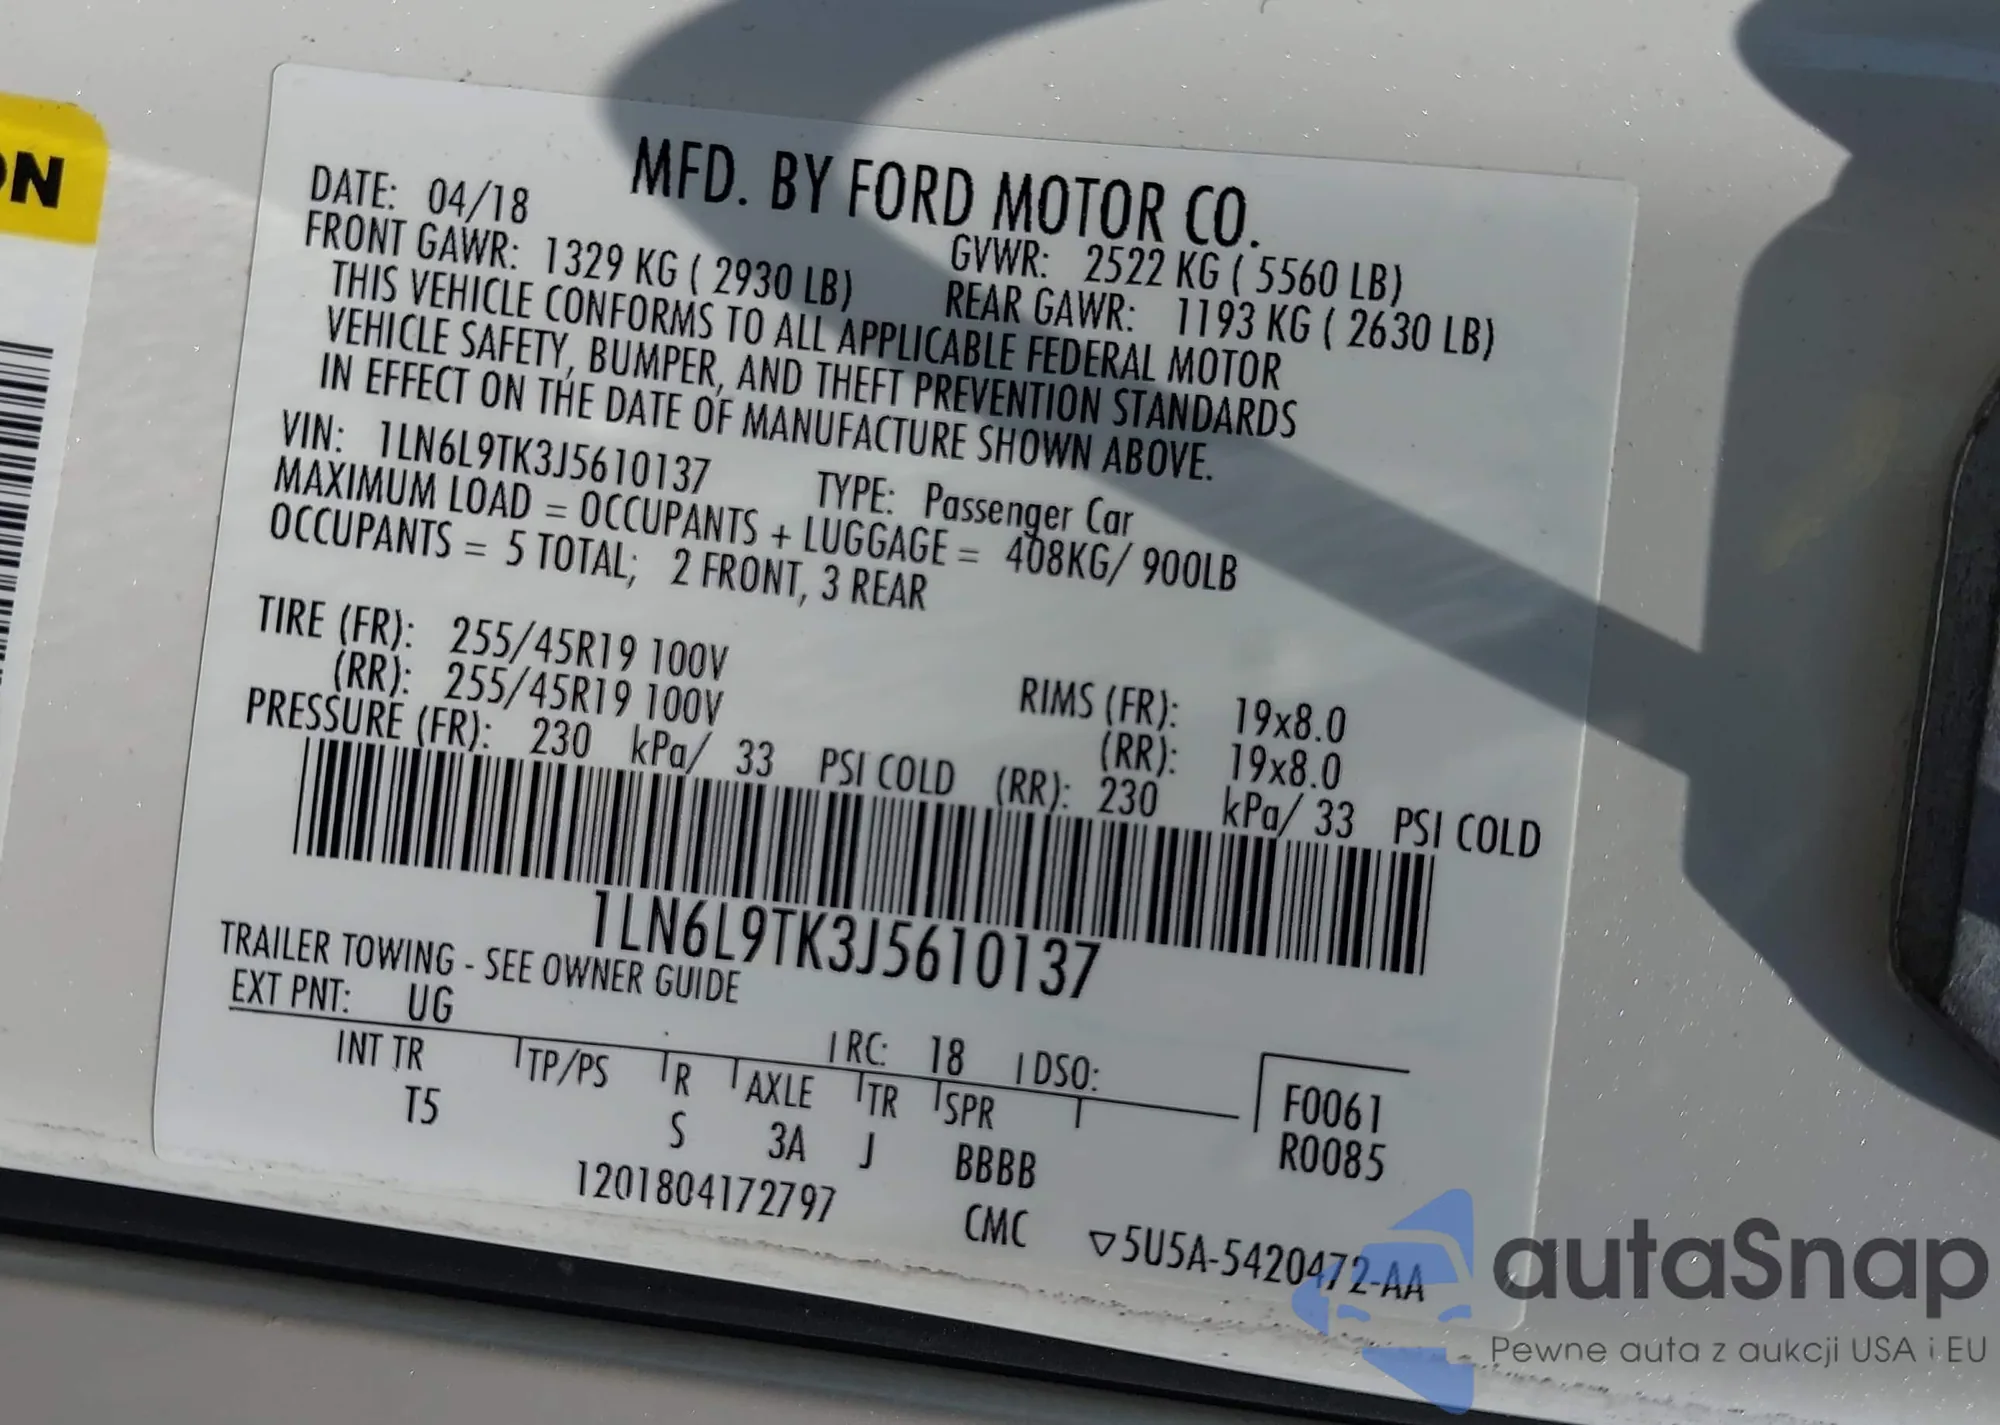 ON
MFD. BY FORD MOTOR CO.
DATE: 04/18
GVWR: 2522 KG ( 5560 LB)
FRONT GAWR: 1329 KG ( 2930 LB)
REAR GAWR: 1193 KG ( 2630 LB)
THIS VEHICLE CONFORMS TO ALL APPLICABLE FEDERAL MOTOR
VEHICLE SAFETY, BUMPER, AND THEFT PREVENTION STANDARDS
IN EFFECT ON THE DATE OF MANUFACTURE SHOWN ABOVE.
VIN: 1LN6L9TK3J5610137
TYPE: Passenger Car
MAXIMUM LOAD = OCCUPANTS + LUGGAGE = 408KG/ 900LB
OCCUPANTS = 5 TOTAL; 2 FRONT, 3 REAR
TIRE (FR): 255/45R19 100V
RIMS (FR): 19x8.0
(RR): 255/45R19 100V
(RR): 19x8.0
PRESSURE (FR): 230 kPa/ 33 PSI COLD (RR): 230 kPa/ 33 PSI COLD
1LN6L9TK3J5610137
TRAILER TOWING - SEE OWNER GUIDE
EXT PNT: UG
RC: 18 DSO:
INT TR TP/PS R AXLE TR SPR
F0061
T5 S 3A J BBBB
R0085
1201804172797
CMC
▽5U5A-5420472-AA
autaSnap
Pewne auta z aukcji USA i EU